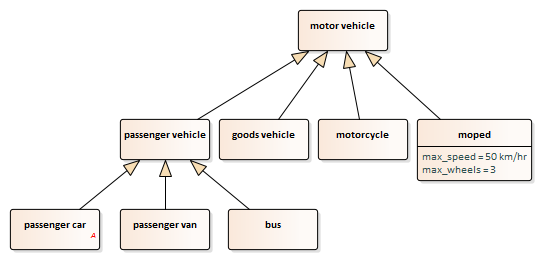 motor vehicle
passenger vehicle
goods vehicle
motorcycle
moped
max_speed = 50 km/hr
max_wheels = 3
passenger car
A
passenger van
bus